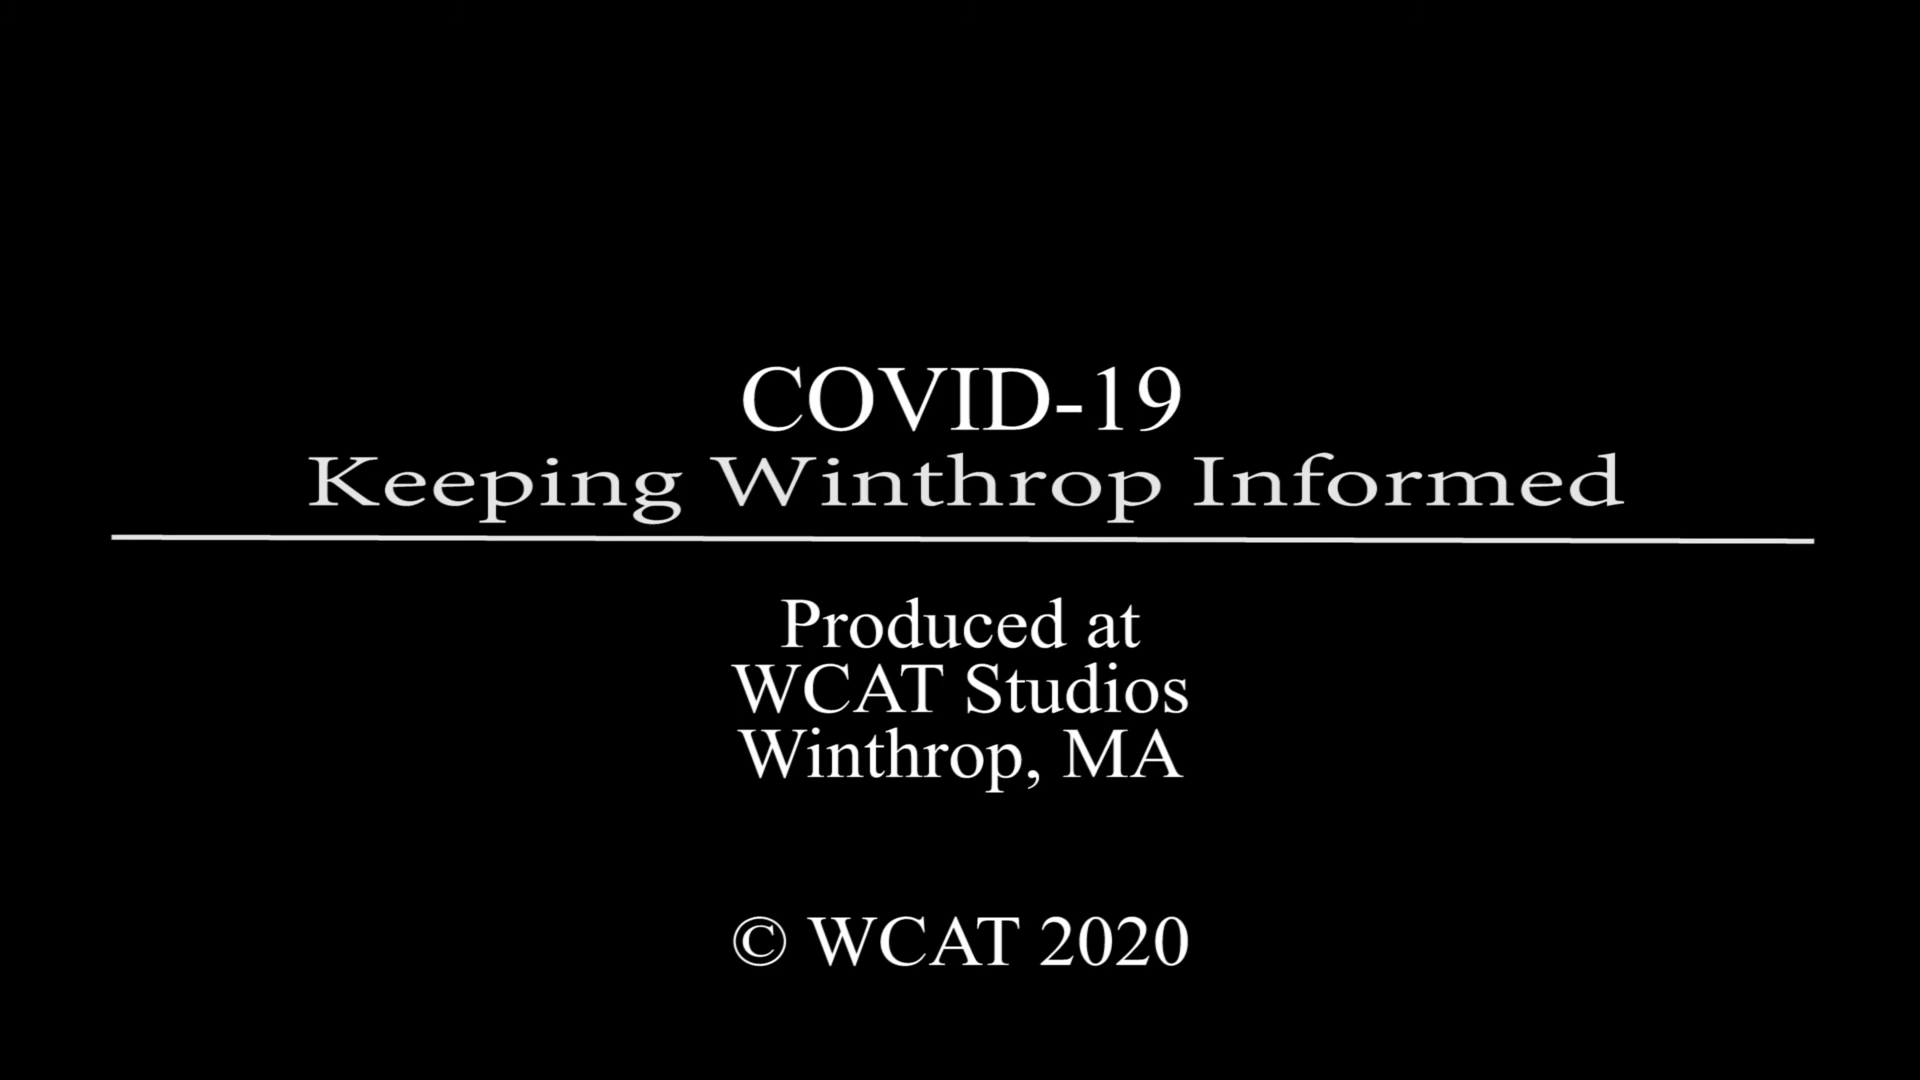 COVID-19
Keeping Winthrop Informed
Produced at
WCAT Studios
Winthrop, MA
© WCAT 2020